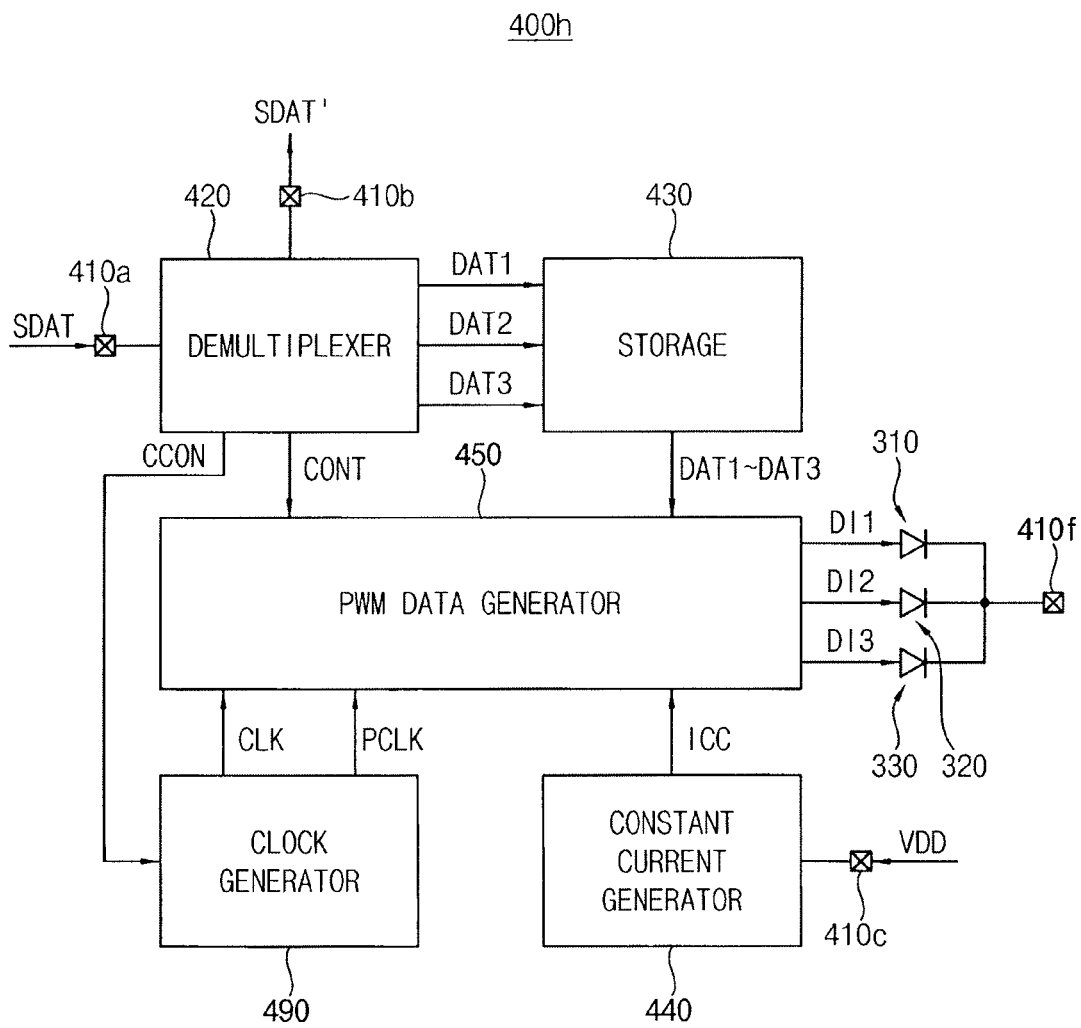 400h
SDAT'
420
410b
430
410a
DAT1
SDAT
DEMULTIPLEXER
DAT2
STORAGE
DAT3
CCON
CONT
450
DAT1~DAT3
310
DI1
410f
PWM DATA GENERATOR
DI2
DI3
CLK
PCLK
ICC
330
320
CLOCK
GENERATOR
CONSTANT
CURRENT
GENERATOR
VDD
410c
490
440